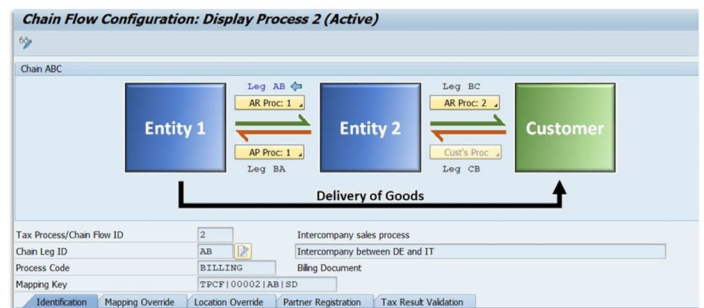 Chain Flow Configuration: Display Process 2 (Active)
Chain ABC
Leg AB
Leg BC
AR Proc: 1
AR Proc: 2
Entity 1
Entity 2
Customer
AP Proc: 1
Cust's Proc
Leg BA
Leg CB
Delivery of Goods
Tax Process/Chain Flow ID 2 Intercompany sales process
Chain Leg ID AB Intercompany between DE and IT
Process Code BILLING Biling Document
Mapping Key TPCF|00002|AB|SD
Identification Mapping Override Location Override Partner Registration Tax Result Validation